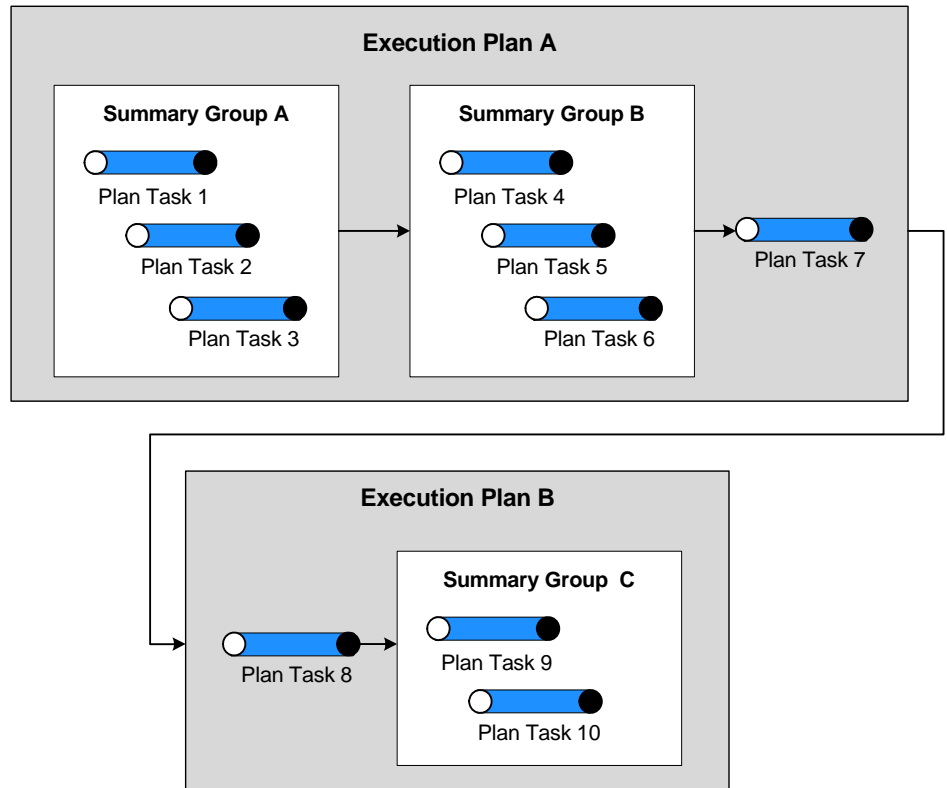 Execution Plan A
Summary Group A
Plan Task 1
Plan Task 2
Plan Task 3
Summary Group B
Plan Task 4
Plan Task 5
Plan Task 6
Plan Task 7
Execution Plan B
Plan Task 8
Summary Group C
Plan Task 9
Plan Task 10